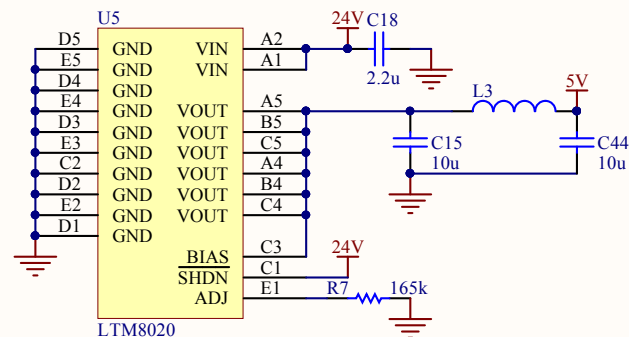 U5
D5 GND VIN A2 24V C18
E5 GND VIN A1 2.2u
D4 GND
E4 GND VOUT A5 L3 5V
D3 GND VOUT B5
E3 GND VOUT C5 C15 C44
C2 GND VOUT A4 10u 10u
D2 GND VOUT B4
E2 GND VOUT C4
D1 GND
BIAS C3 24V
SHDN C1
ADJ E1 R7 165k
LTM8020